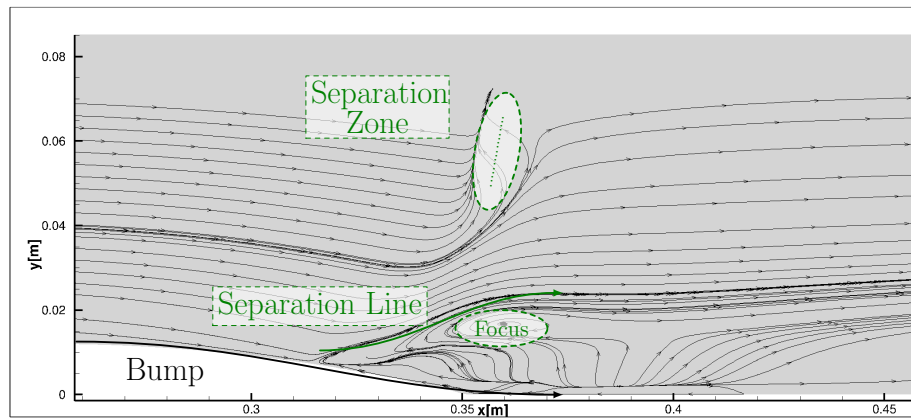 0.08
Separation
Zone
0.06
0.04
y[m]
Separation Line
0.02
Focus
Bump
0
0.3
0.35
x[m]
0.4
0.45